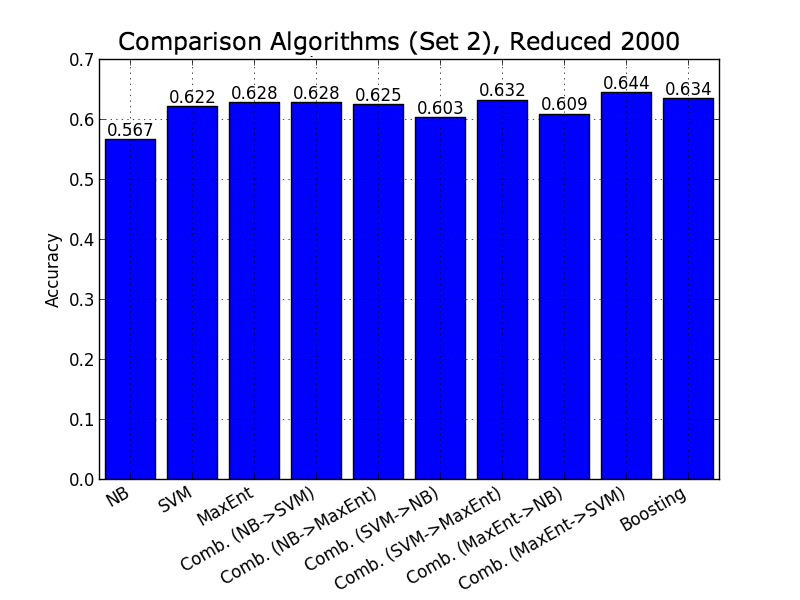 Comparison Algorithms (Set 2), Reduced 2000
0.7
0.6
0.5
0.4
0.3
0.2
0.1
0.0
Accuracy
0.567
0.622
0.628
0.628
0.625
0.603
0.632
0.609
0.644
0.634
NB
SVM
MaxEnt
Comb. (NB->SVM)
Comb. (NB->MaxEnt)
Comb. (SVM->NB)
Comb. (SVM->MaxEnt)
Comb. (MaxEnt->NB)
Comb. (MaxEnt->SVM)
Boosting